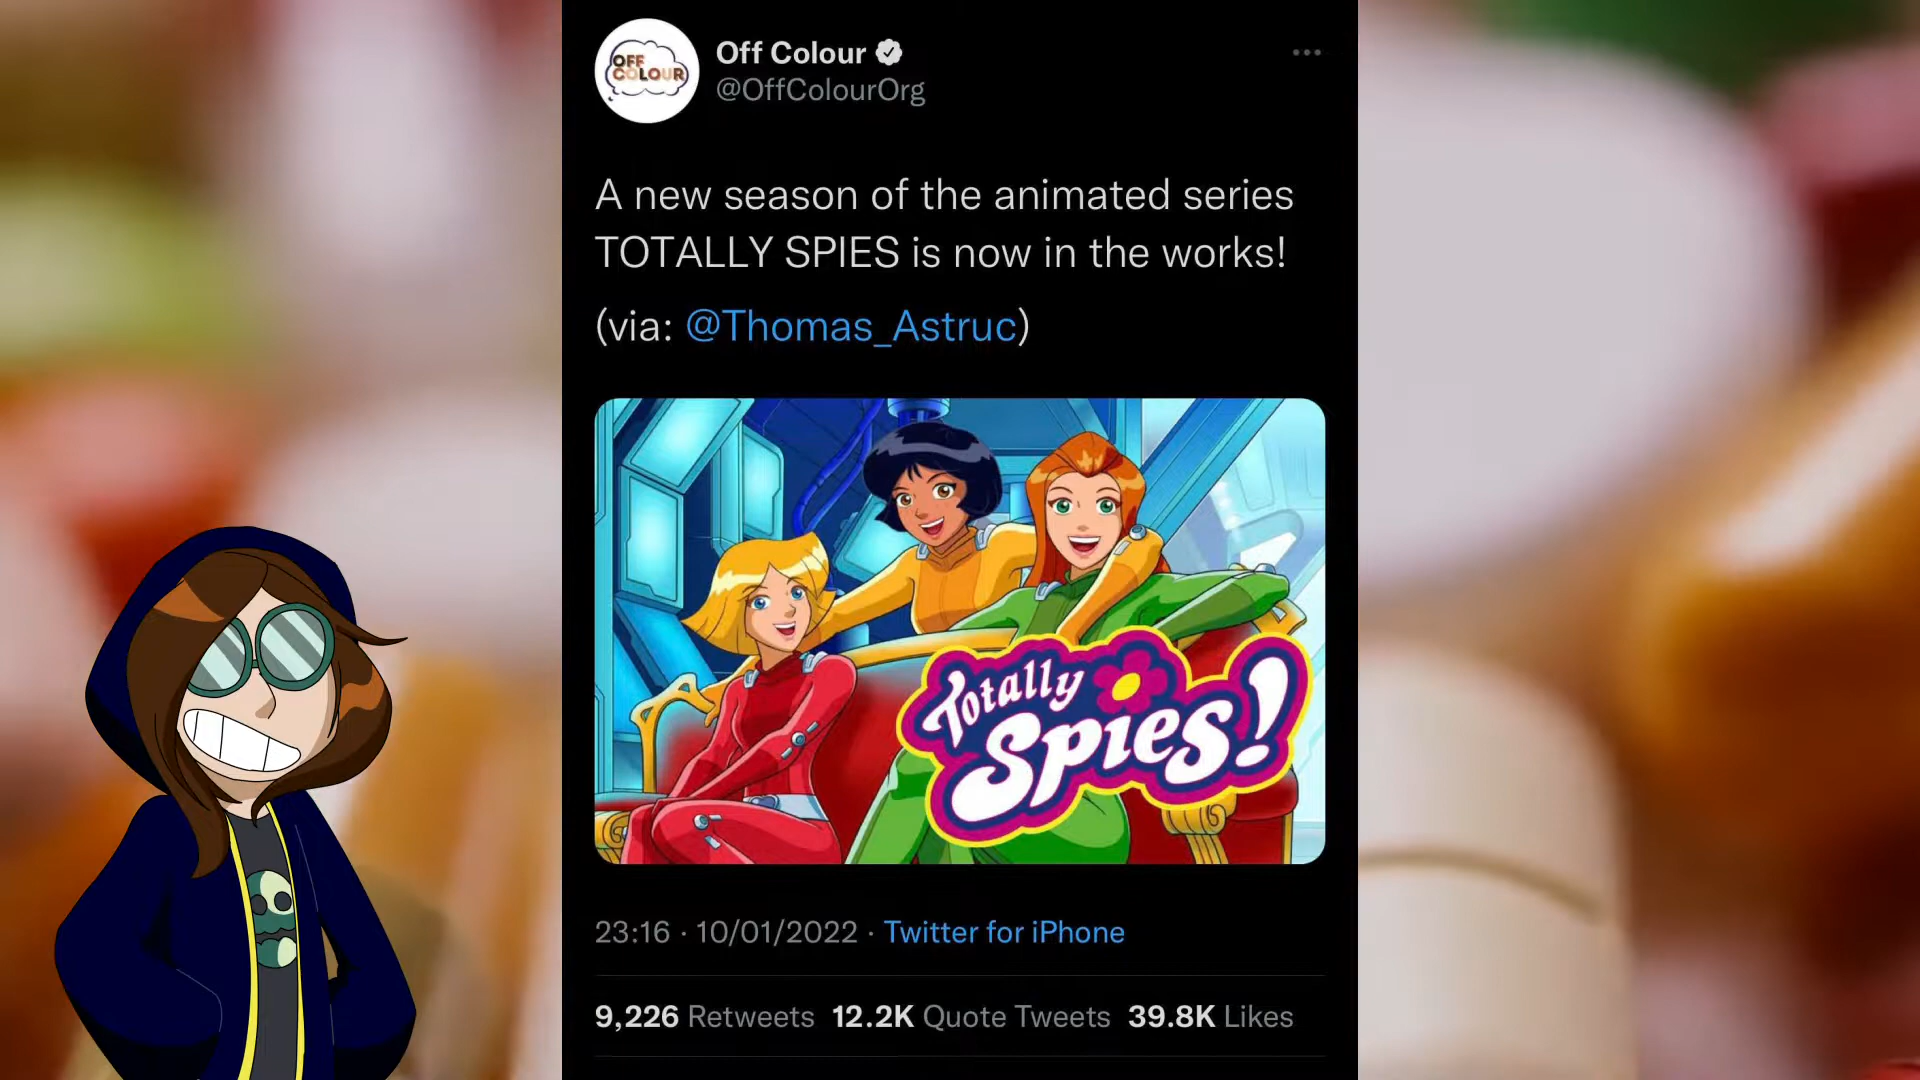 OFF
COLOUR
Off Colour
@OffColourOrg
A new season of the animated series
TOTALLY SPIES is now in the works!
(via: @Thomas_Astruc)
Totally
Spies!
23:16 · 10/01/2022 · Twitter for iPhone
9,226 Retweets 12.2K Quote Tweets 39.8K Likes